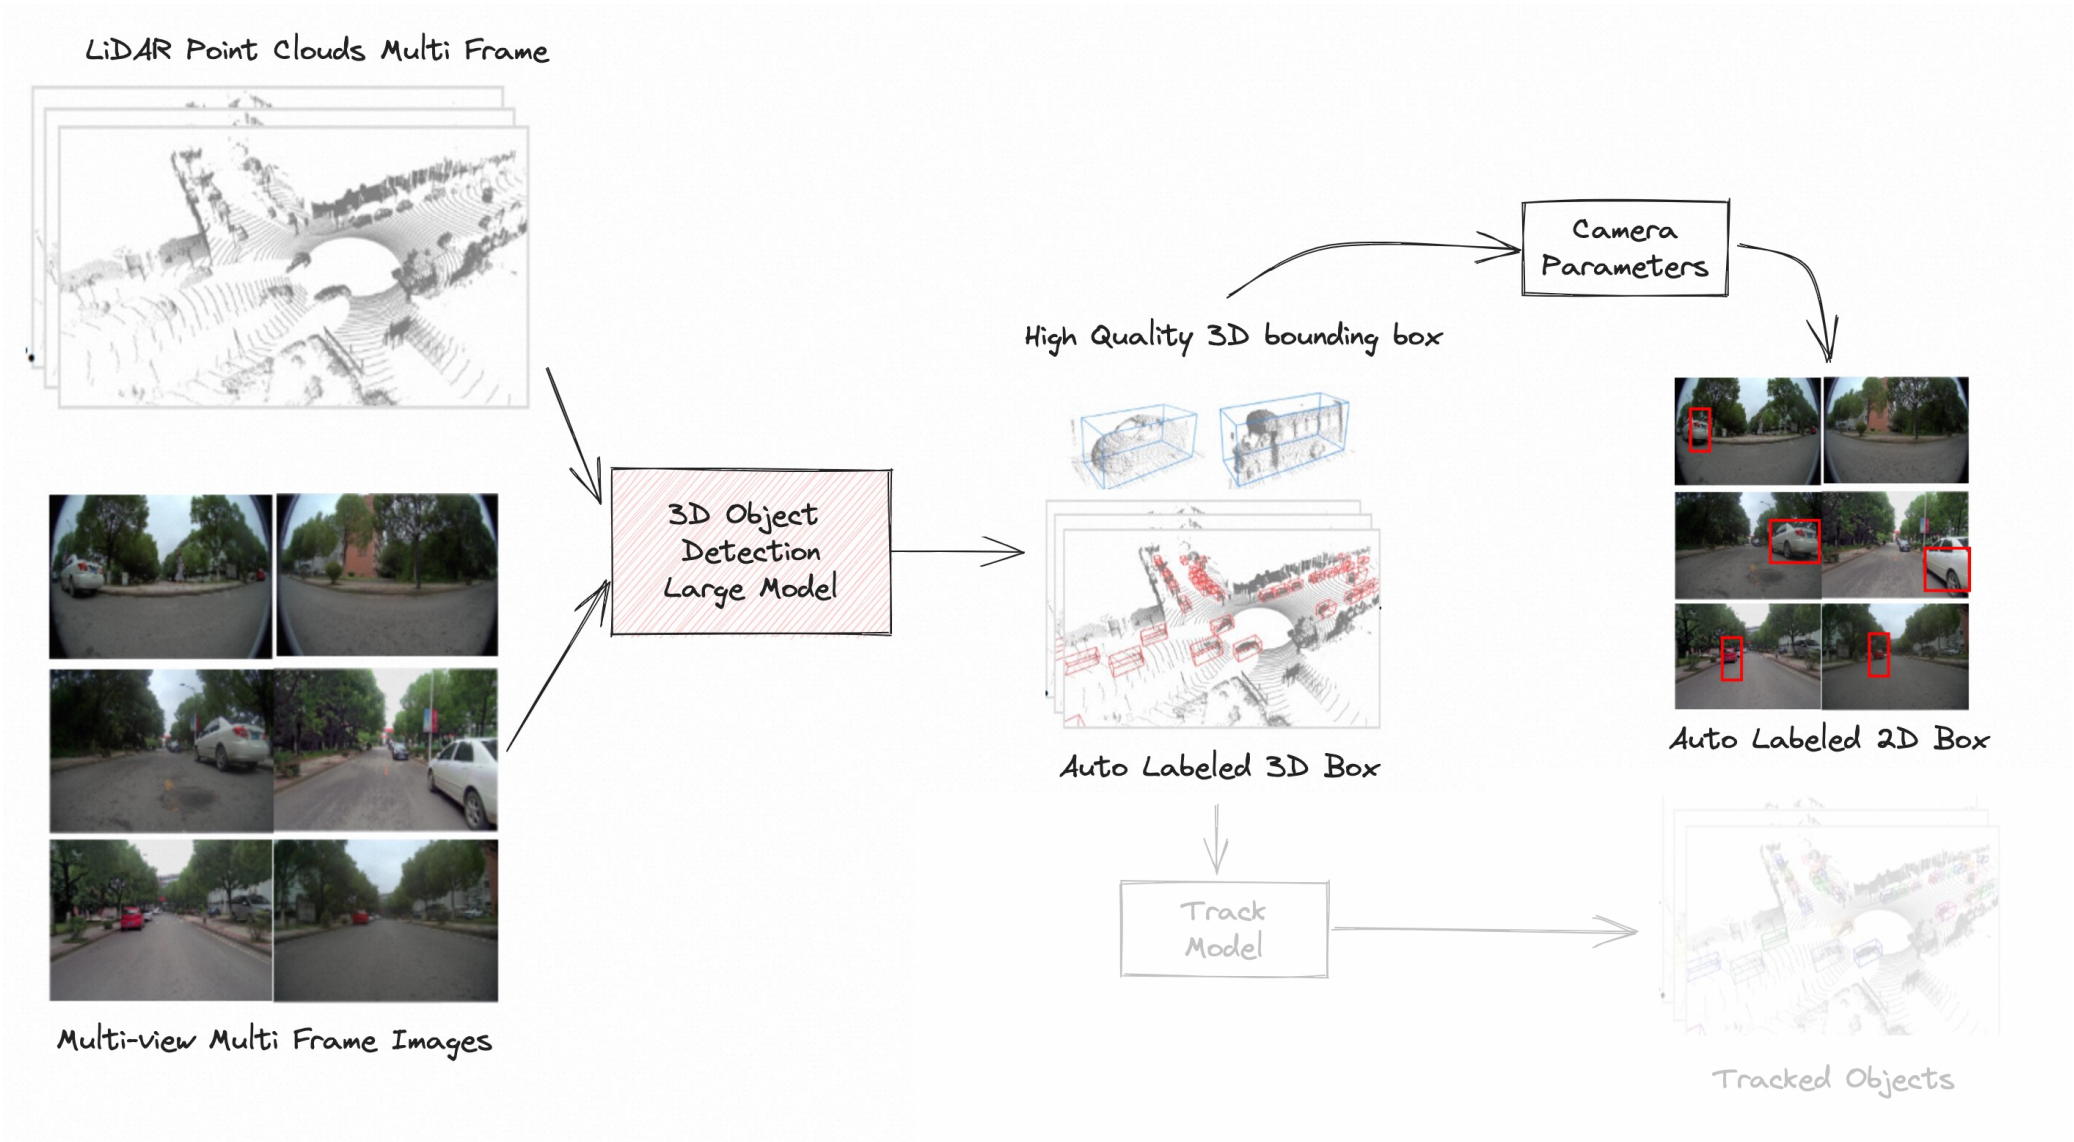 LiDAR Point Clouds Multi Frame
Multi-view Multi Frame Images
3D Object
Detection
Large Model
High Quality 3D bounding box
Auto Labeled 3D Box
Camera
Parameters
Auto Labeled 2D Box
Track
Model
Tracked Objects